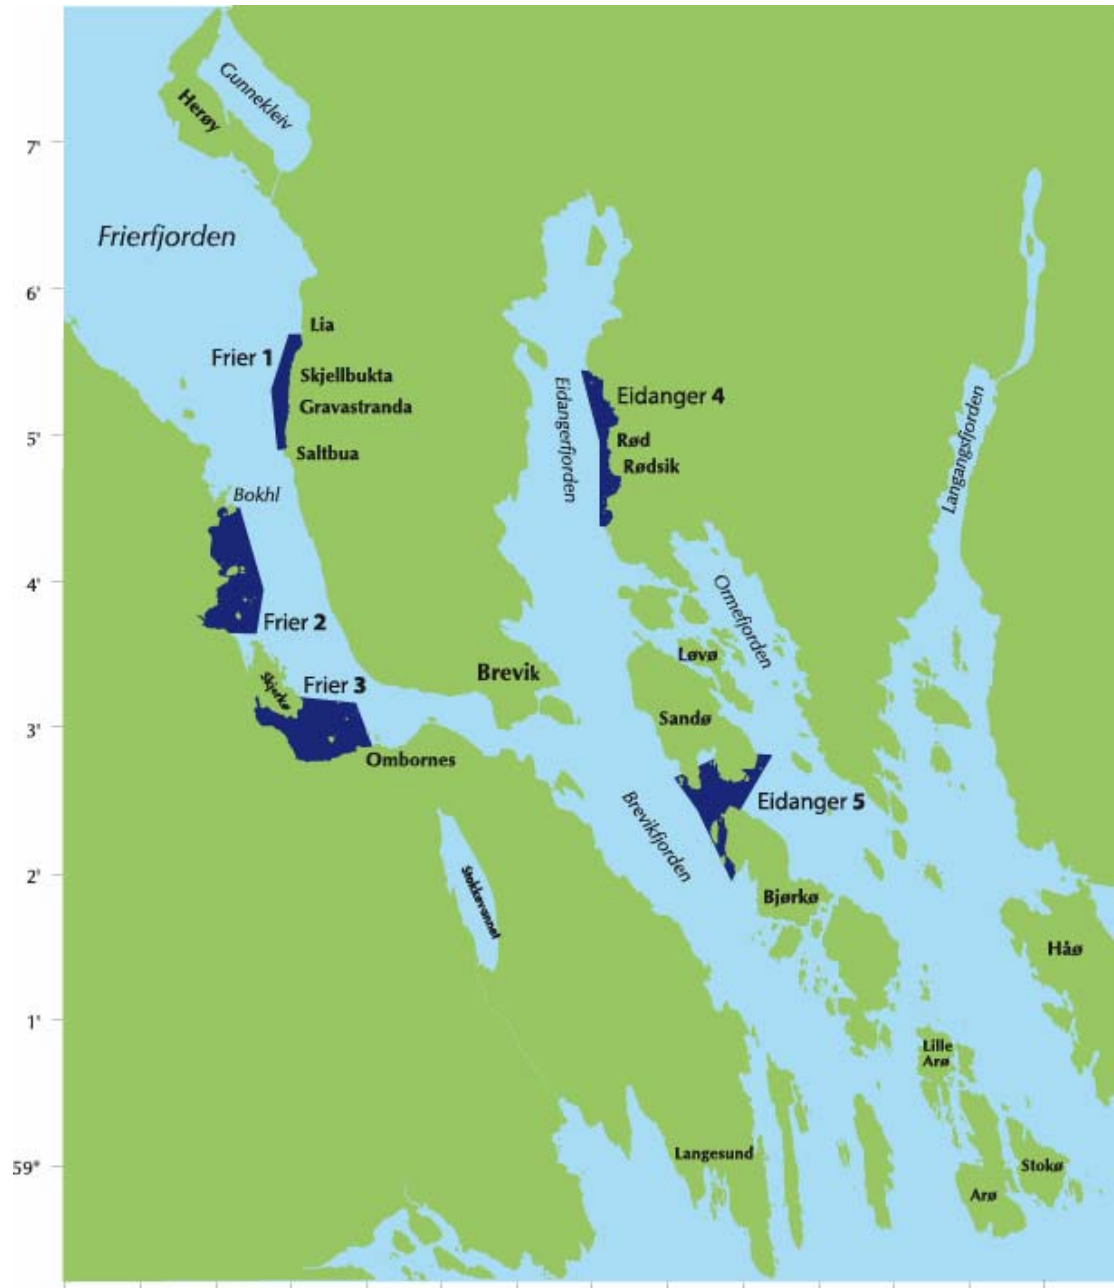 Gunnekleiv
Herøy
7'
Frierfjorden
6'
Lia
Frier 1
Skjellbukta
Gravastranda
Saltbua
5'
Eidangerfjorden
Eidanger 4
Rød
Rødsik
Langangsfjorden
Bokhl
4'
Ormefjorden
Frier 2
Løvø
Brevik
Skjerkø
Frier 3
Sandø
3'
Ombornes
Eidanger 5
Brevikfjorden
2'
Stokkevannet
Bjørkø
Håø
1'
Lille
Arø
Langesund
59°
Stokø
Arø